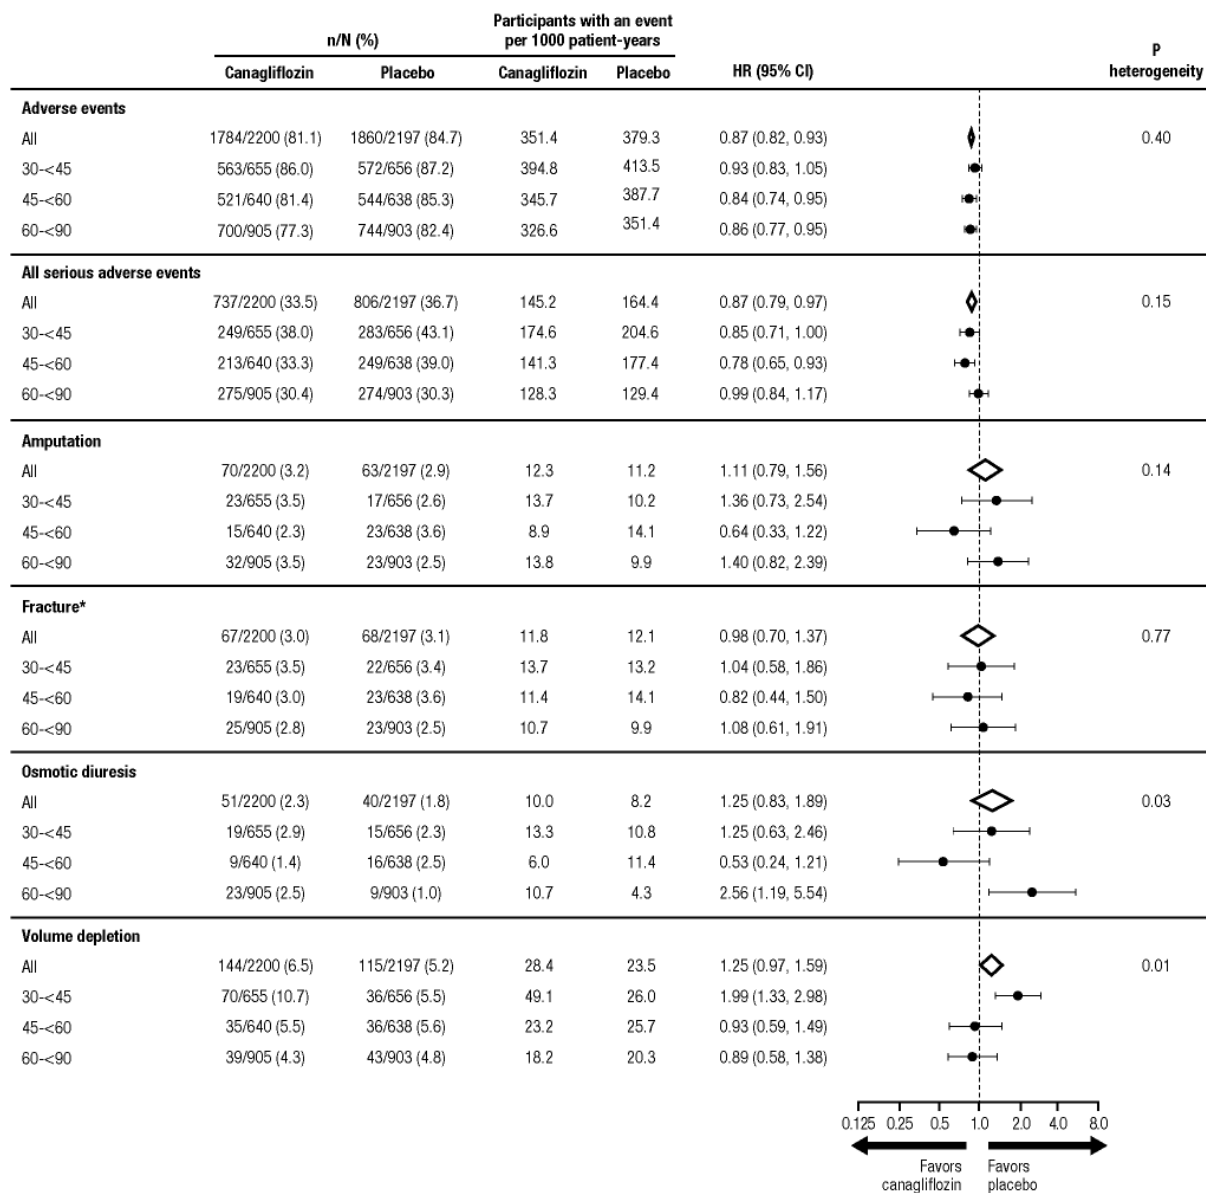 Participants with an event
n/N (%) per 1000 patient-years P
Canagliflozin Placebo Canagliflozin Placebo HR (95% CI) heterogeneity
Adverse events
All 1784/2200 (81.1) 1860/2197 (84.7) 351.4 379.3 0.87 (0.82, 0.93) 0.40
30-<45 563/655 (86.0) 572/656 (87.2) 394.8 413.5 0.93 (0.83, 1.05)
45-<60 521/640 (81.4) 544/638 (85.3) 345.7 387.7 0.84 (0.74, 0.95)
60-<90 700/905 (77.3) 744/903 (82.4) 326.6 351.4 0.86 (0.77, 0.95)
All serious adverse events
All 737/2200 (33.5) 806/2197 (36.7) 145.2 164.4 0.87 (0.79, 0.97) 0.15
30-<45 249/655 (38.0) 283/656 (43.1) 174.6 204.6 0.85 (0.71, 1.00)
45-<60 213/640 (33.3) 249/638 (39.0) 141.3 177.4 0.78 (0.65, 0.93)
60-<90 275/905 (30.4) 274/903 (30.3) 128.3 129.4 0.99 (0.84, 1.17)
Amputation
All 70/2200 (3.2) 63/2197 (2.9) 12.3 11.2 1.11 (0.79, 1.56) 0.14
30-<45 23/655 (3.5) 17/656 (2.6) 13.7 10.2 1.36 (0.73, 2.54)
45-<60 15/640 (2.3) 23/638 (3.6) 8.9 14.1 0.64 (0.33, 1.22)
60-<90 32/905 (3.5) 23/903 (2.5) 13.8 9.9 1.40 (0.82, 2.39)
Fracture*
All 67/2200 (3.0) 68/2197 (3.1) 11.8 12.1 0.98 (0.70, 1.37) 0.77
30-<45 23/655 (3.5) 22/656 (3.4) 13.7 13.2 1.04 (0.58, 1.86)
45-<60 19/640 (3.0) 23/638 (3.6) 11.4 14.1 0.82 (0.44, 1.50)
60-<90 25/905 (2.8) 23/903 (2.5) 10.7 9.9 1.08 (0.61, 1.91)
Osmotic diuresis
All 51/2200 (2.3) 40/2197 (1.8) 10.0 8.2 1.25 (0.83, 1.89) 0.03
30-<45 19/655 (2.9) 15/656 (2.3) 13.3 10.8 1.25 (0.63, 2.46)
45-<60 9/640 (1.4) 16/638 (2.5) 6.0 11.4 0.53 (0.24, 1.21)
60-<90 23/905 (2.5) 9/903 (1.0) 10.7 4.3 2.56 (1.19, 5.54)
Volume depletion
All 144/2200 (6.5) 115/2197 (5.2) 28.4 23.5 1.25 (0.97, 1.59) 0.01
30-<45 70/655 (10.7) 36/656 (5.5) 49.1 26.0 1.99 (1.33, 2.98)
45-<60 35/640 (5.5) 36/638 (5.6) 23.2 25.7 0.93 (0.59, 1.49)
60-<90 39/905 (4.3) 43/903 (4.8) 18.2 20.3 0.89 (0.58, 1.38)
0.125 0.25 0.5 1.0 2.0 4.0 8.0
Favors Favors
canagliflozin placebo